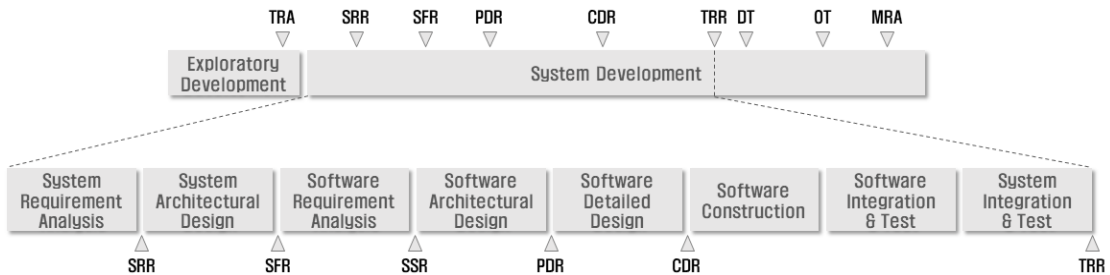 TRA SRR SFR PDR CDR TRR DT OT MRA
Exploratory
Development
System Development
System
Requirement
Analysis
System
Architectural
Design
Software
Requirement
Analysis
Software
Architectural
Design
Software
Detailed
Design
Software
Construction
Software
Integration
& Test
System
Integration
& Test
SRR SFR SSR PDR CDR TRR